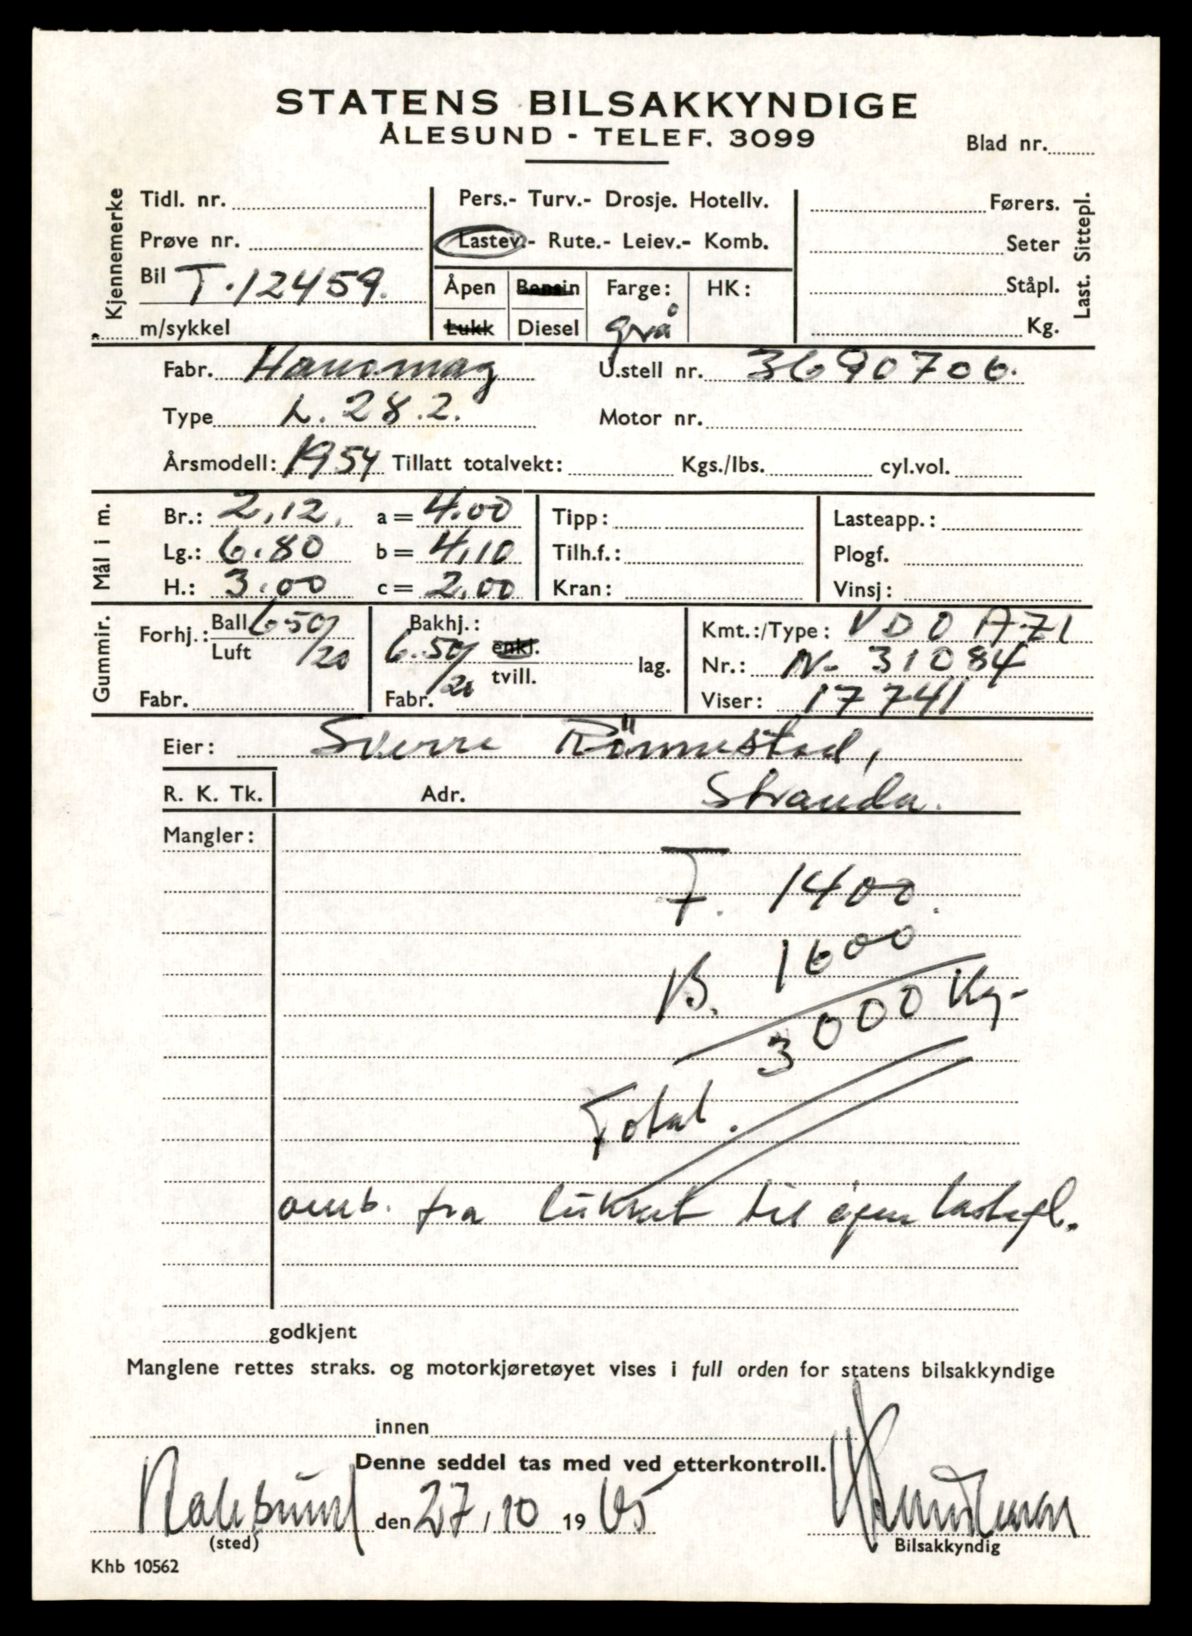 STATENS BILSAKKYNDIGE
ÅLESUND - TELEF. 3099
Blad nr.
Kjennemerke
Tidl. nr.
Prøve nr.
Bil T.12459.
m/sykkel
Pers.- Turv.- Drosje. Hotellv.
Lastev.- Rute.- Leiev.- Komb.
Åpen Bensin Farge: HK:
Lukk Diesel grå
Førers.
Seter
Ståpl.
Kg.
Last. Sittepl.
Fabr. Hanomag U.stell nr. 3690706.
Type L.28.2. Motor nr.
Årsmodell: 1954 Tillatt totalvekt: Kgs./lbs. cyl.vol.
Mål i m.
Br.: 2,12. a = 4.00 Tipp: Lasteapp.:
Lg.: 6.80 b = 4,10 Tilh.f.: Plogf.
H.: 3.00 c = 2,00 Kran: Vinsj:
Gummir.
Forhj.: Ball 650/20
Luft
Fabr.
Bakhj.:
6.50/20 enkl.
tvill. lag.
Fabr.
Kmt.:/Type: VDO AZ1
Nr.: N- 31084
Viser: 17741
Eier: Sverre Rönnestad,
R. K. Tk. Adr. Stranda.
Mangler:
F. 1400.
B. 1600
3000 Kg-
Total.
omb. fra lukket til åpen
godkjent
Manglene rettes straks. og motorkjøretøyet vises i full orden for statens bilsakkyndige
innen
Denne seddel tas med ved etterkontroll.
den 27,10 1965
(sted)
Bilsakkyndig
Khb 10562